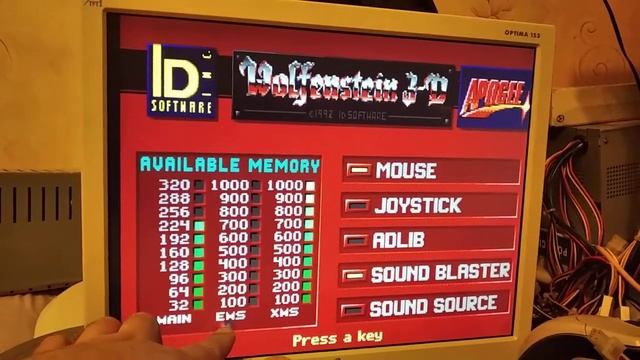 OPTIMA 153
ID INC
SOFTWARE
Wolfenstein 3-D
©1992 ID SOFTWARE
APOGEE
AVAILABLE MEMORY
320 1000 1000
288 900 900
256 800 800
224 700 700
192 600 600
160 500 500
128 400 400
96 300 300
64 200 200
32 100 100
MAIN EMS XMS
MOUSE
JOYSTICK
ADLIB
SOUND BLASTER
SOUND SOURCE
Press a key